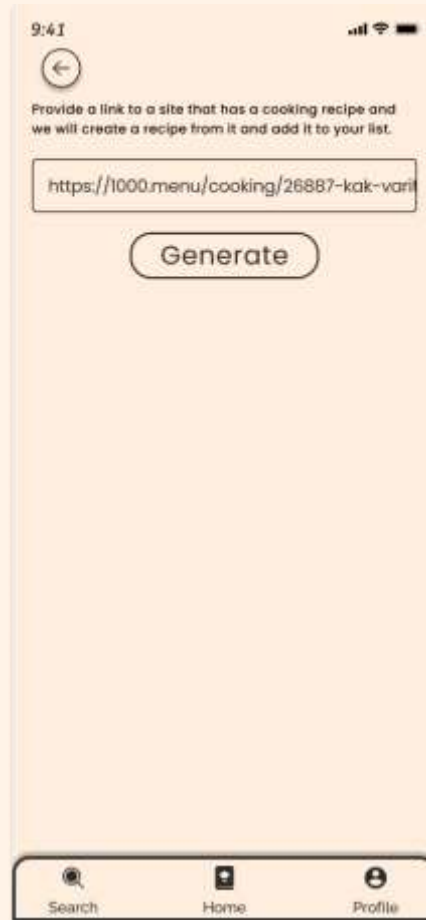 9:41
Provide a link to a site that has a cooking recipe and
we will create a recipe from it and add it to your list.
https://1000.menu/cooking/26887-kak-varit
Generate
Search Home Profile